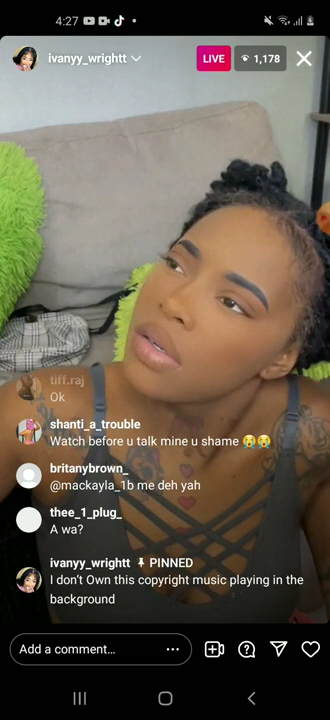 4:27
ivanyy_wrightt
LIVE
1,178
tiff.raj
Ok
shanti_a_trouble
Watch before u talk mine u shame 😭😭
britanybrown_
@mackayla_1b me deh yah
thee_1_plug_
A wa?
ivanyy_wrightt PINNED
I don't Own this copyright music playing in the
background
Add a comment...